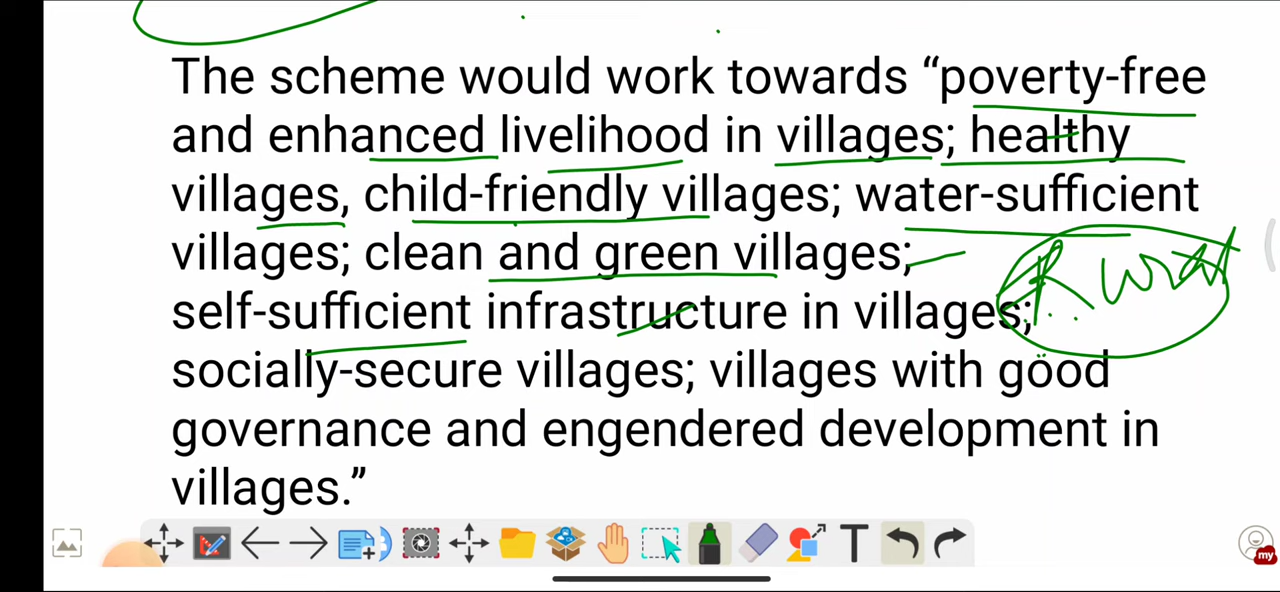 The scheme would work towards “poverty-free
and enhanced livelihood in villages; healthy
villages, child-friendly villages; water-sufficient
villages; clean and green villages;
self-sufficient infrastructure in villages;
socially-secure villages; villages with good
governance and engendered development in
villages.”
T
my